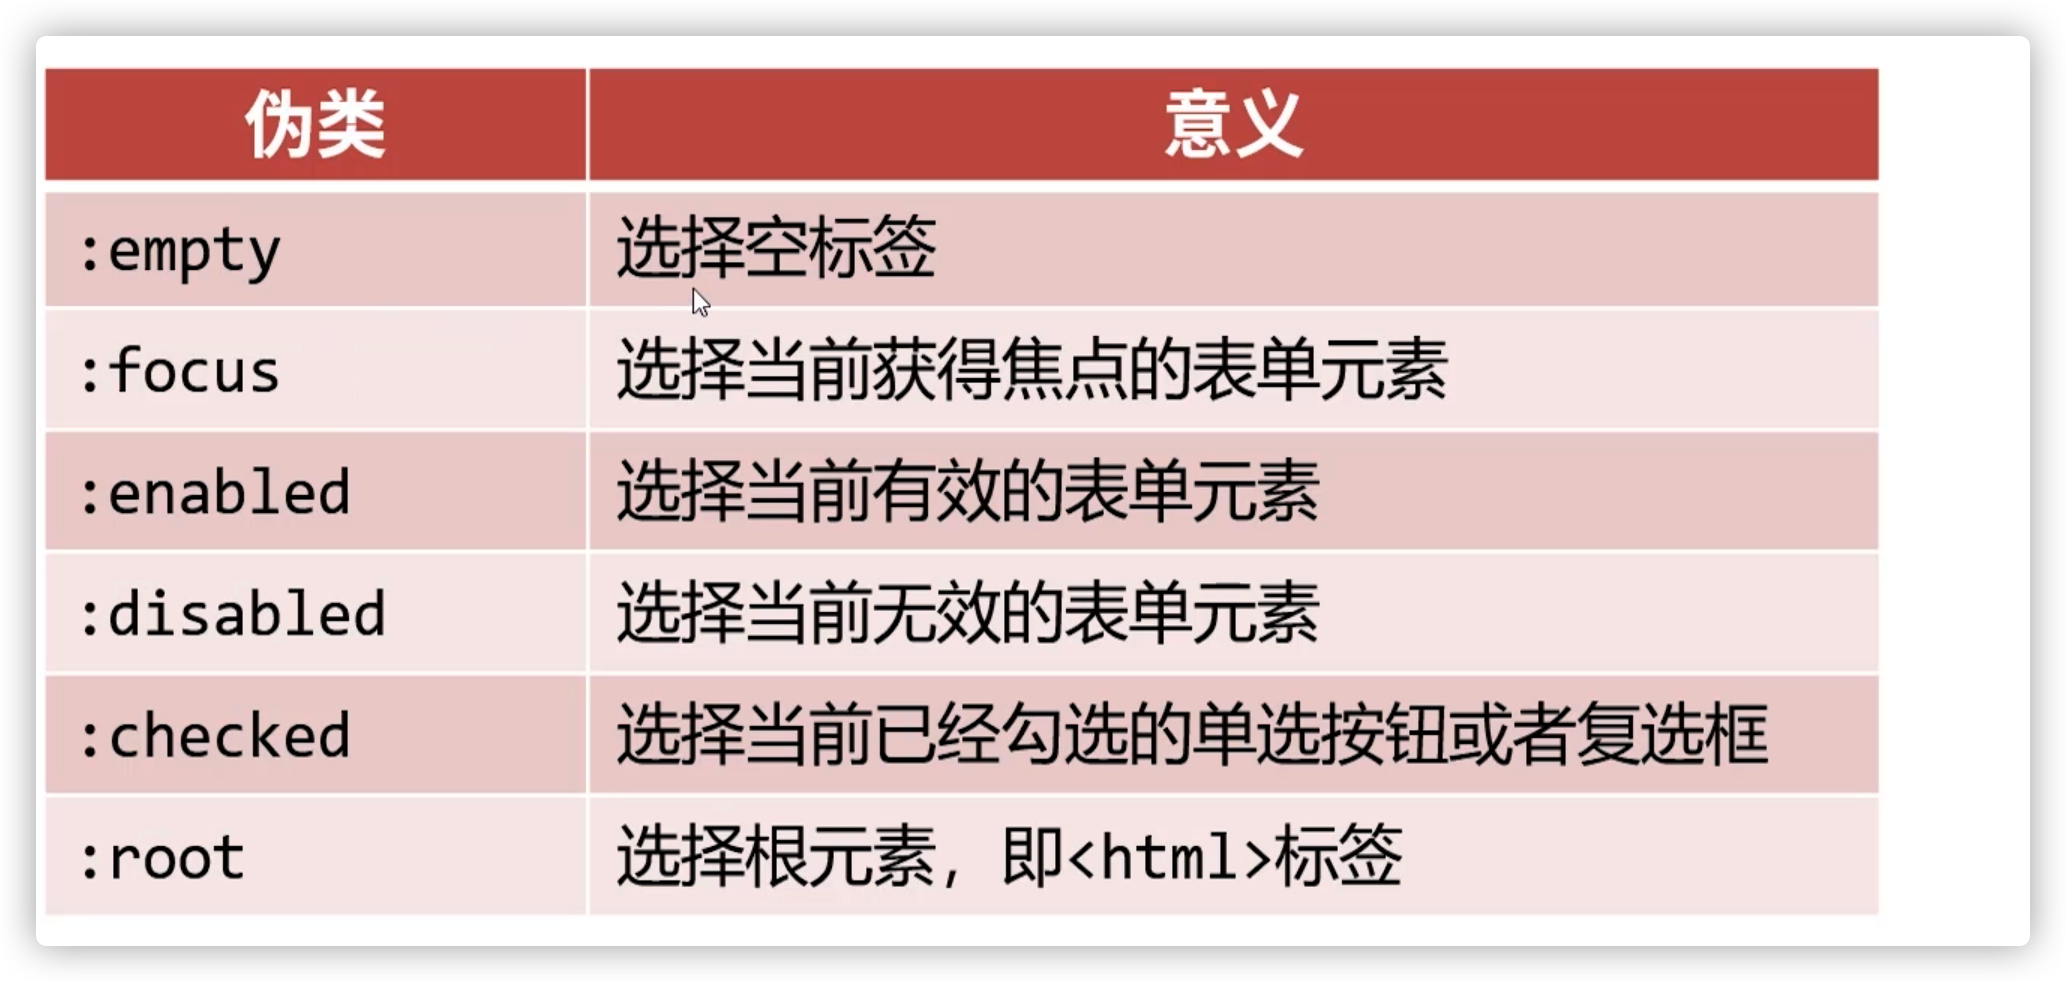 伪类 意义
:empty 选择空标签
:focus 选择当前获得焦点的表单元素
:enabled 选择当前有效的表单元素
:disabled 选择当前无效的表单元素
:checked 选择当前已经勾选的单选按钮或者复选框
:root 选择根元素，即<html>标签